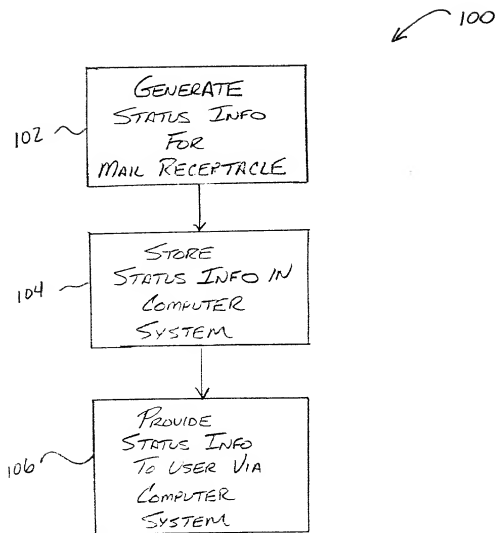 100
102
GENERATE
STATUS INFO
FOR
MAIL RECEPTACLE
104
STORE
STATUS INFO IN
COMPUTER
SYSTEM
106
PROVIDE
STATUS INFO
TO USER VIA
COMPUTER
SYSTEM